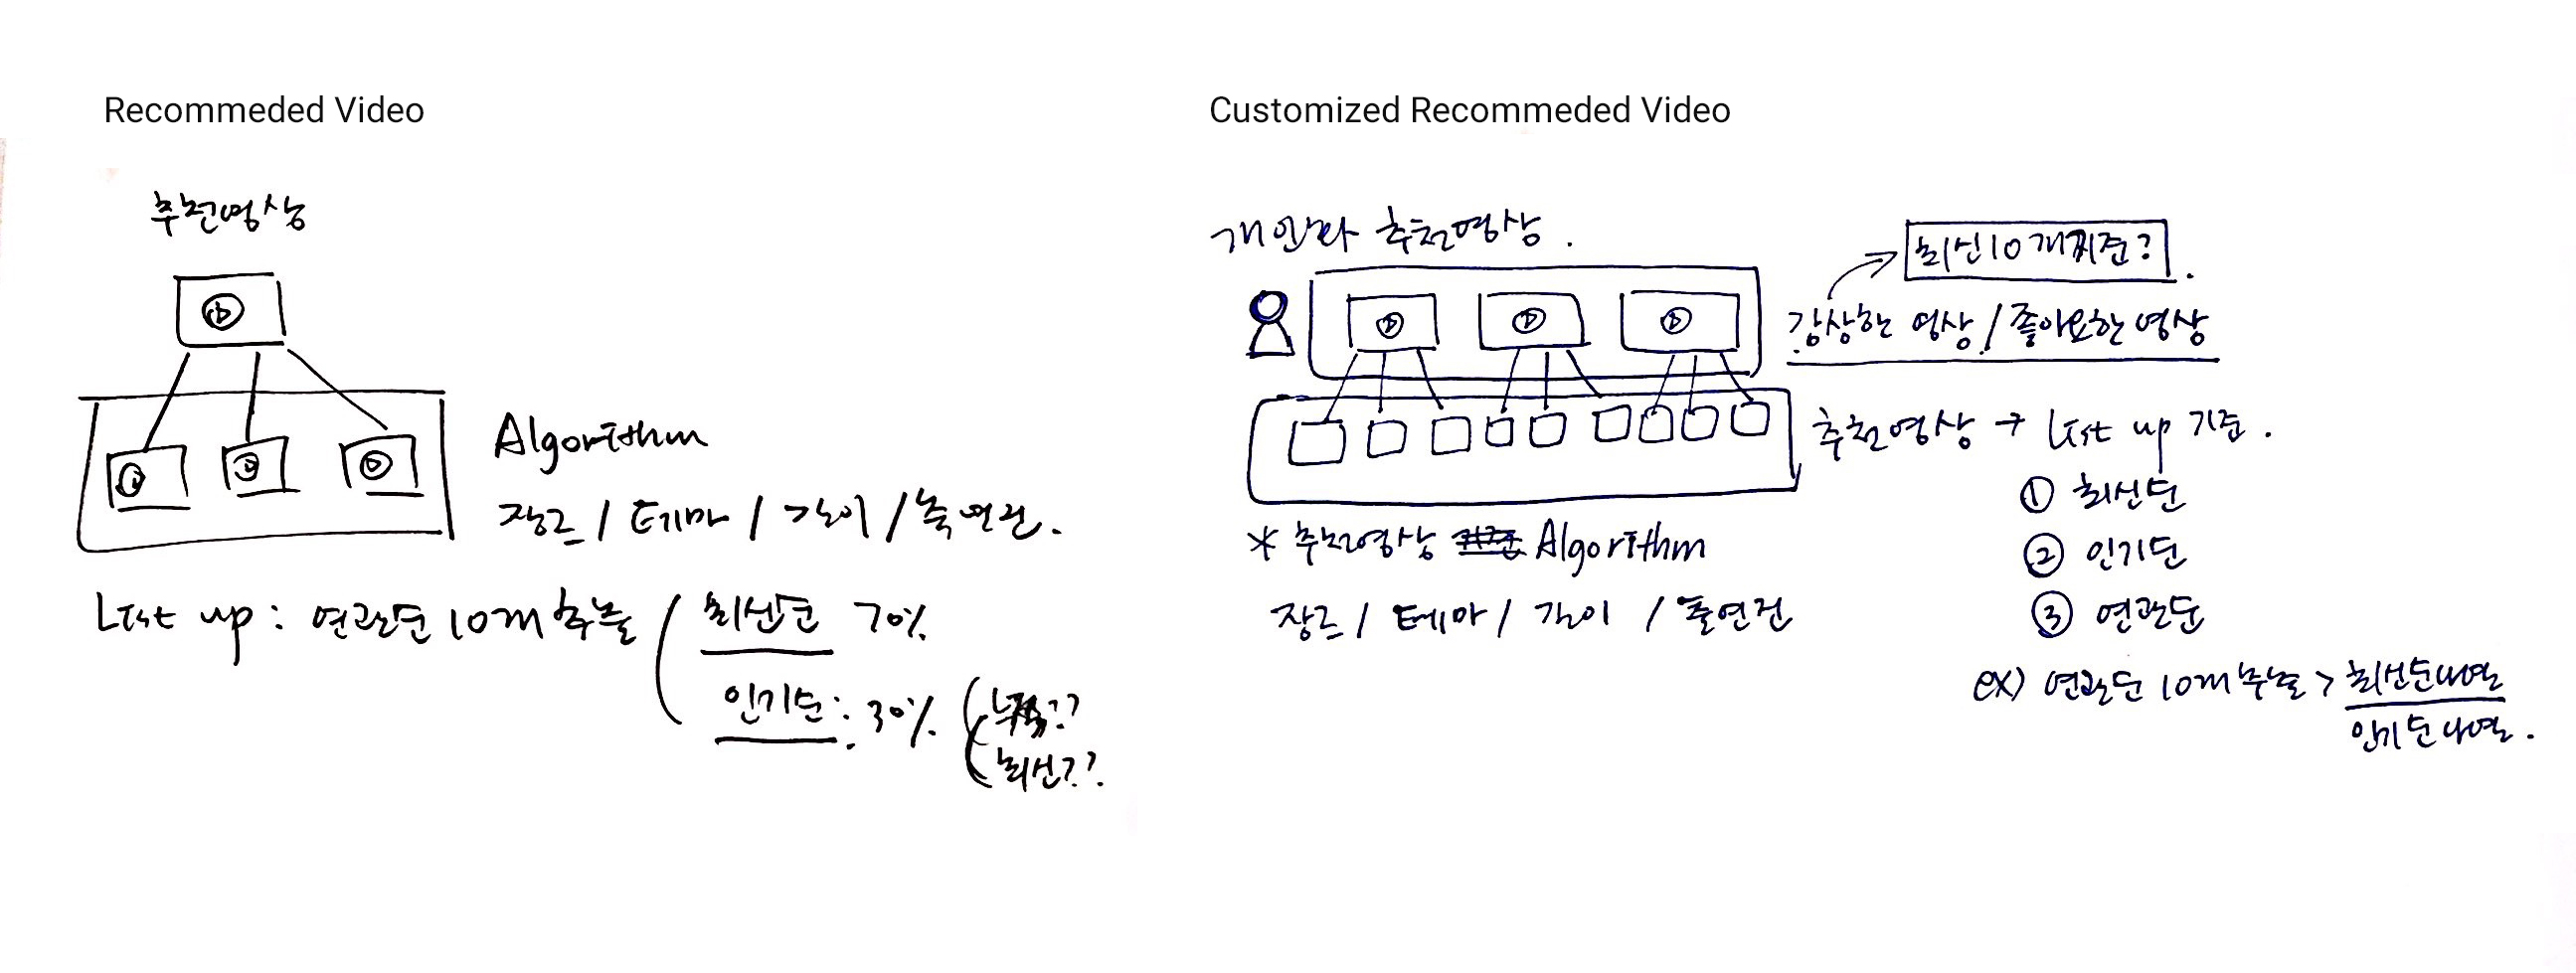 Recommeded Video
추천영상
Algorithm
장르 / 테마 / 길이 / 출연진.
List up : 연관순 10개 추출 ( 최신순 70%
인기순 : 30% ( 누적??
최신??
Customized Recommeded Video
개인화 추천영상.
최신 10개 기준?
감상한 영상 / 좋아요한 영상
추천영상 → List up 기준.
① 최신순
② 인기순
③ 연관순
ex) 연관순 10개 추출 > 최신순 나열
인기순 나열.
* 추천영상 Algorithm
장르 / 테마 / 길이 / 출연진